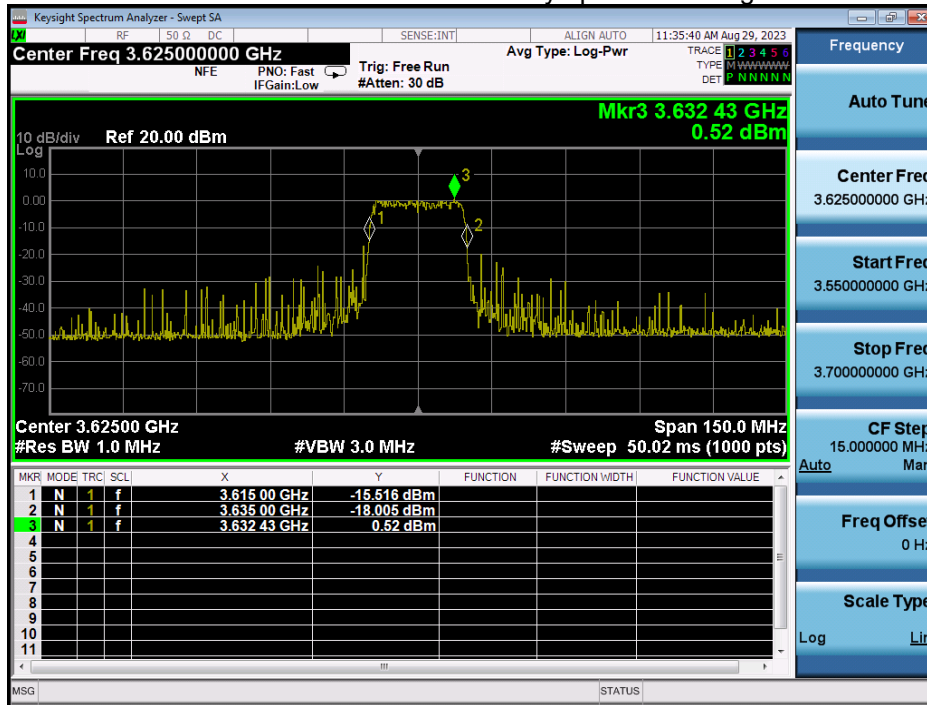 Keysight Spectrum Analyzer - Swept SA
LXI RF 50 Ω DC SENSE:INT ALIGN AUTO 11:35:40 AM Aug 29, 2023
Center Freq 3.625000000 GHz
NFE PNO: Fast IFGain:Low
Trig: Free Run
#Atten: 30 dB
Avg Type: Log-Pwr
TRACE 1 2 3 4 5 6
TYPE M WWWWW
DET P N N N N N
Mkr3 3.632 43 GHz
0.52 dBm
10 dB/div Ref 20.00 dBm
Log
10.0
0.00
-10.0
-20.0
-30.0
-40.0
-50.0
-60.0
-70.0
3
1
2
Center 3.62500 GHz Span 150.0 MHz
#Res BW 1.0 MHz #VBW 3.0 MHz #Sweep 50.02 ms (1000 pts)
MKR MODE TRC SCL X Y FUNCTION FUNCTION WIDTH FUNCTION VALUE
1 N 1 f 3.615 00 GHz -15.516 dBm
2 N 1 f 3.635 00 GHz -18.005 dBm
3 N 1 f 3.632 43 GHz 0.52 dBm
4
5
6
7
8
9
10
11
MSG STATUS
Frequency
Auto Tune
Center Freq
3.625000000 GHz
Start Freq
3.550000000 GHz
Stop Freq
3.700000000 GHz
CF Step
15.000000 MHz
Auto Man
Freq Offset
0 Hz
Scale Type
Log Lin